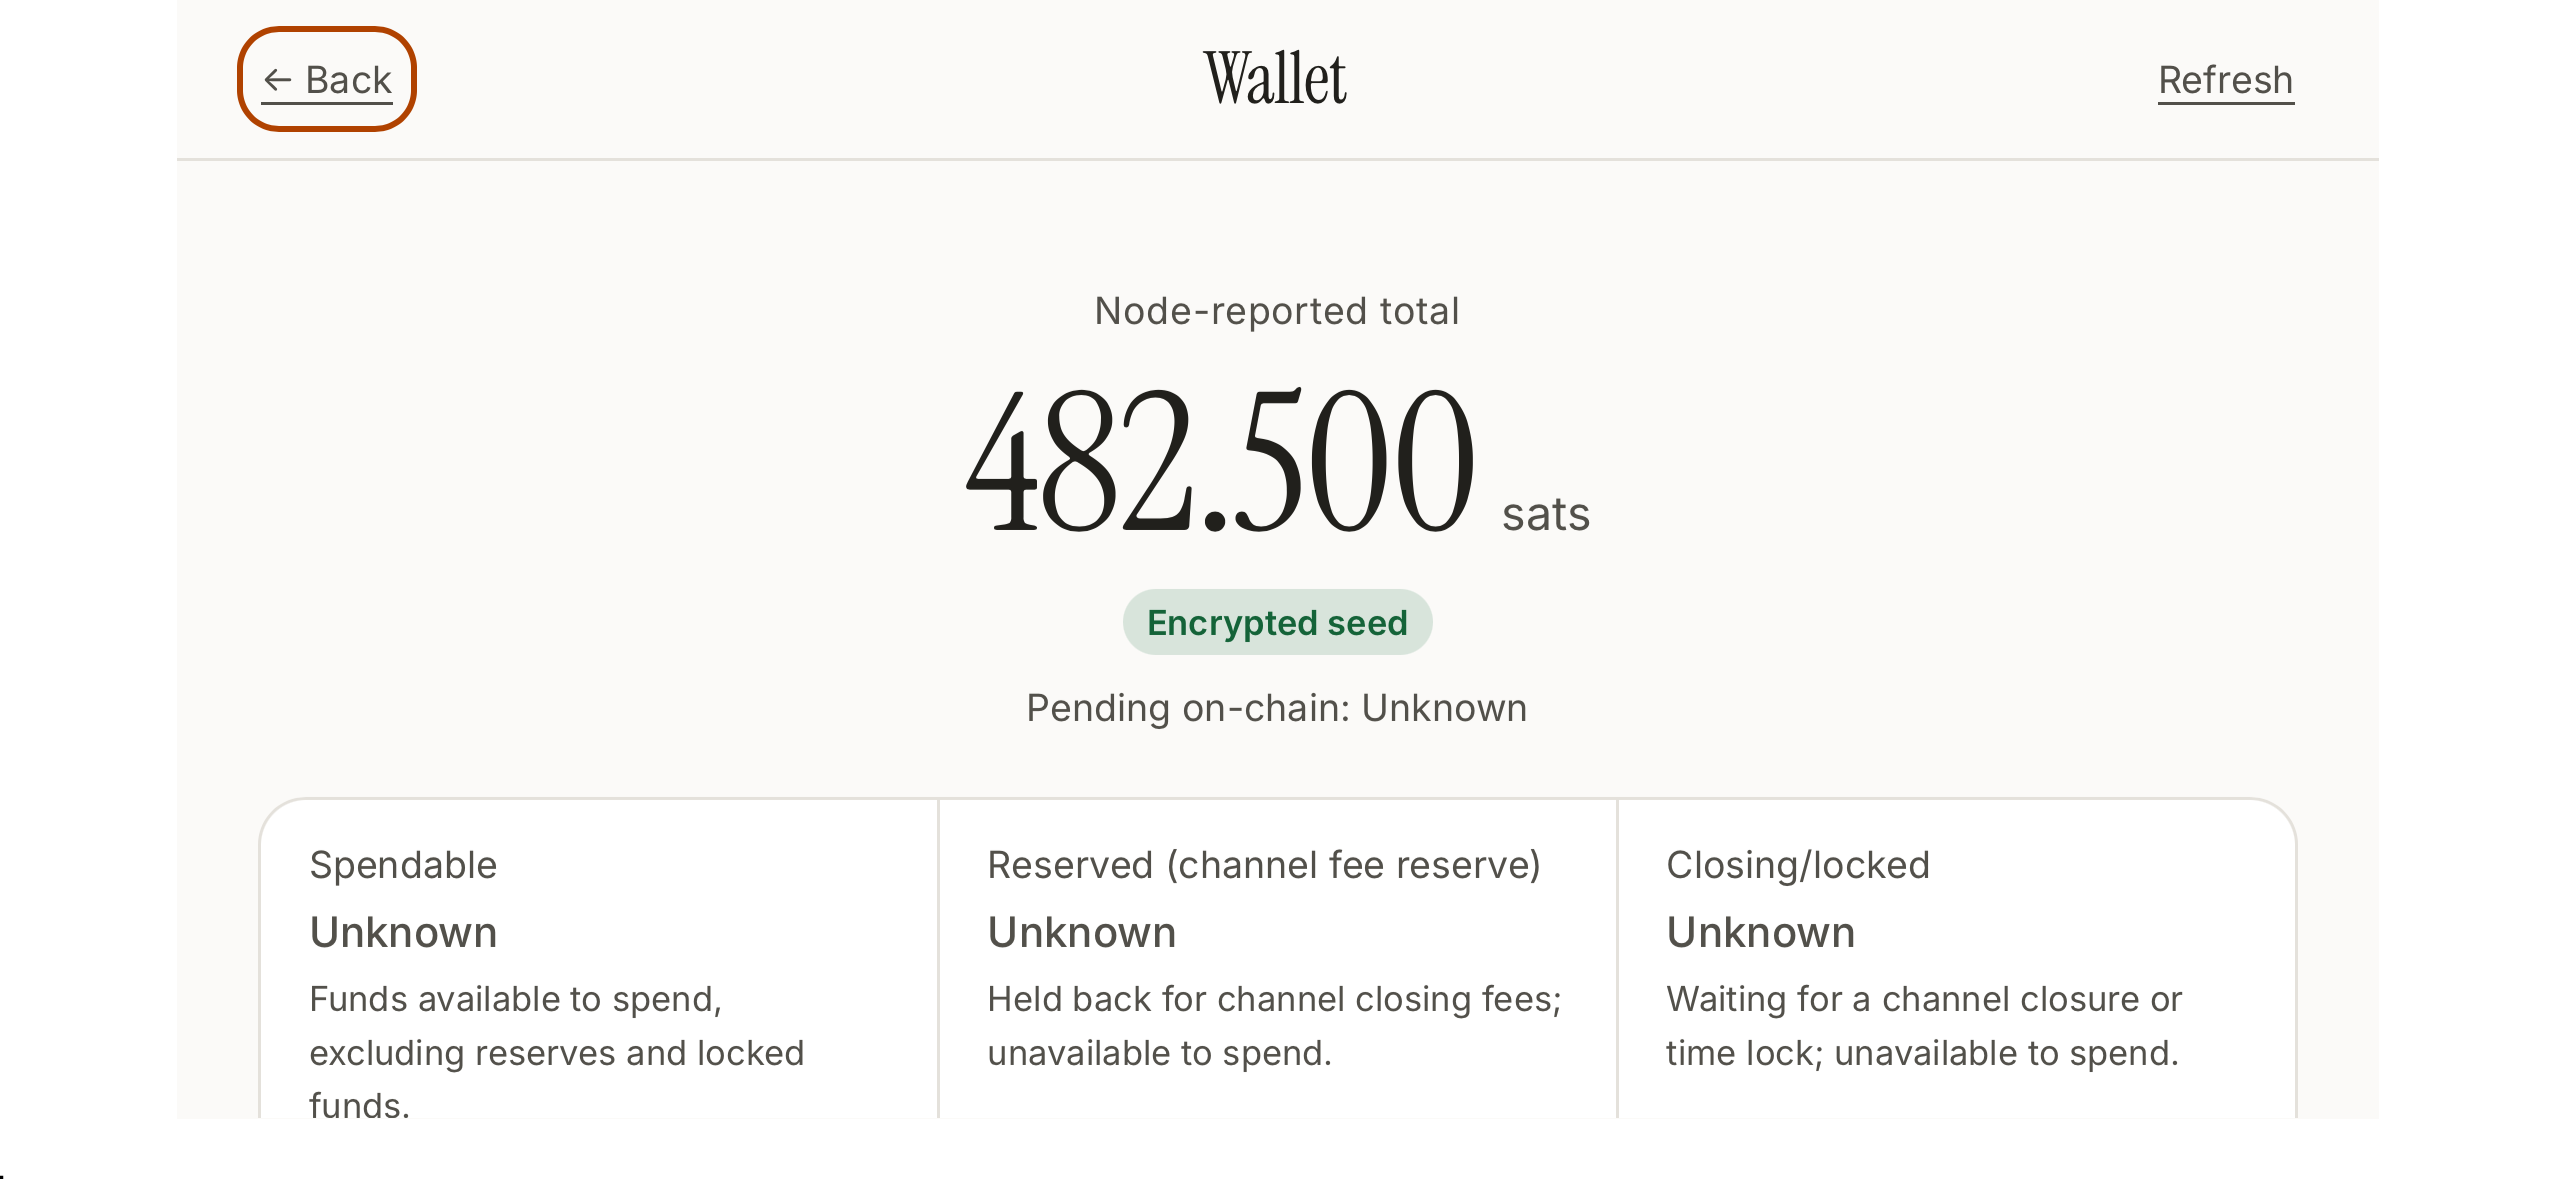 ← Back
Wallet
Refresh
Node-reported total
482.500 sats
Encrypted seed
Pending on-chain: Unknown
Spendable
Unknown
Funds available to spend,
excluding reserves and locked
funds.
Reserved (channel fee reserve)
Unknown
Held back for channel closing fees;
unavailable to spend.
Closing/locked
Unknown
Waiting for a channel closure or
time lock; unavailable to spend.